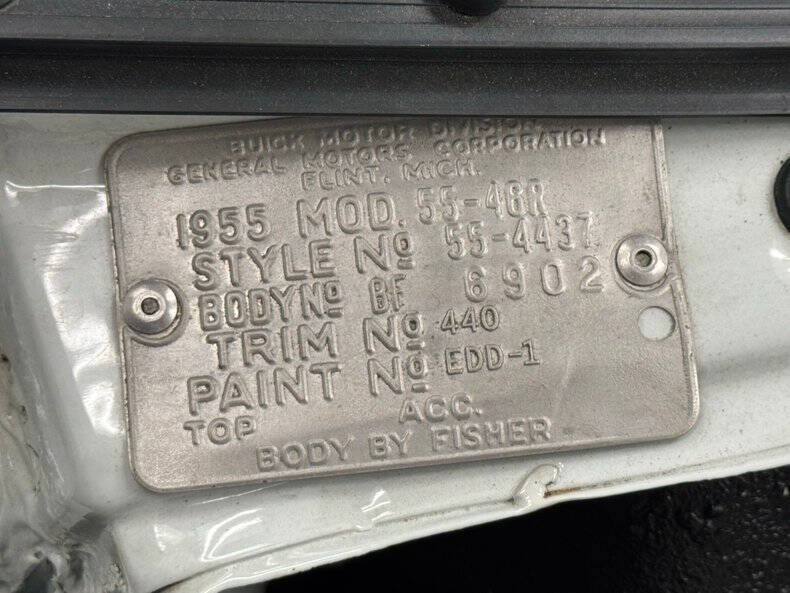 BUICK MOTOR DIVISION
GENERAL MOTORS CORPORATION
FLINT, MICH.
1955 MOD. 55-46R
STYLE No 55-4437
BODY No BF 6902
TRIM No 440
PAINT No EDD-1
TOP ACC.
BODY BY FISHER